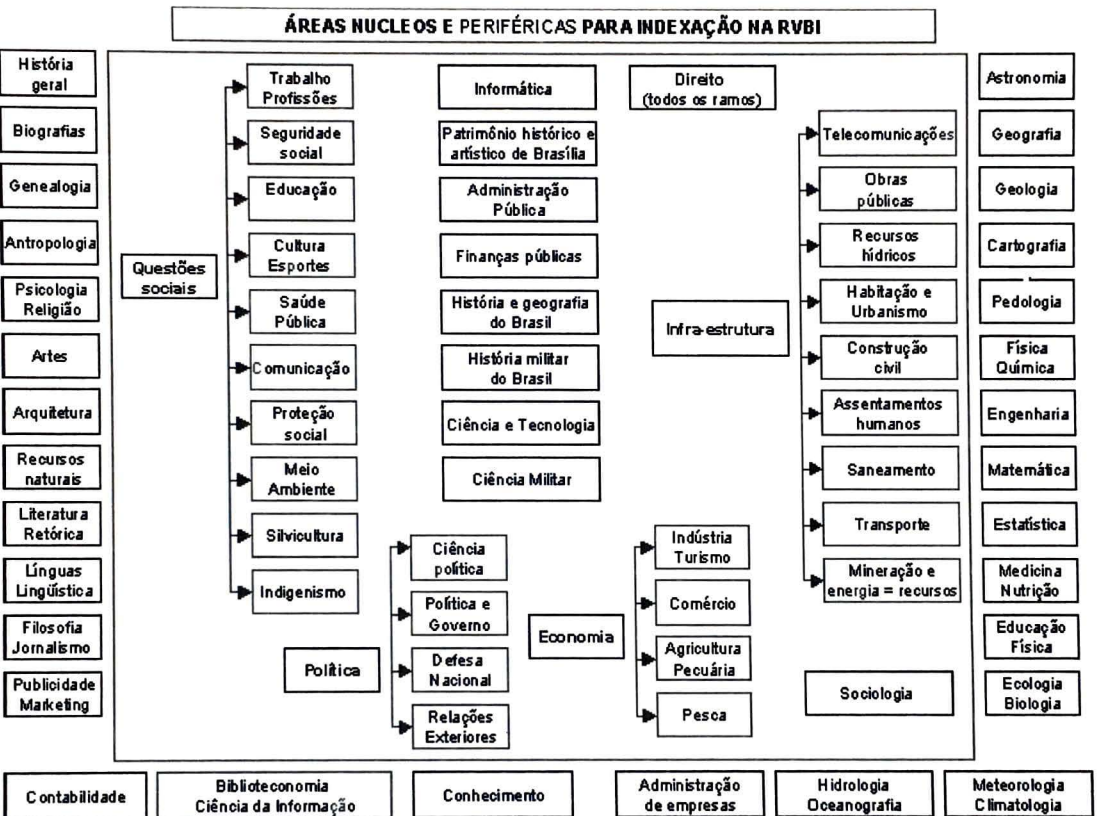 ÁREAS NUCLEOS E PERIFÉRICAS PARA INDEXAÇÃO NA RVBI
História
geral
Biografias
Genealogia
Antropologia
Psicologia
Religião
Artes
Arquitetura
Recursos
naturais
Literatura
Retórica
Línguas
Lingüística
Filosofia
Jornalismo
Publicidade
Marketing
Questões
sociais
Trabalho
Profissões
Seguridade
social
Educação
Cultura
Esportes
Saúde
Pública
Comunicação
Proteção
social
Meio
Ambiente
Silvicultura
Indigenismo
Informática
Patrimônio histórico e
artístico de Brasília
Administração
Pública
Finanças públicas
História e geografia
do Brasil
História militar
do Brasil
Ciência e Tecnologia
Ciência Militar
Direito
(todos os ramos)
Infra-estrutura
Telecomunicações
Obras
públicas
Recursos
hídricos
Habitação e
Urbanismo
Construção
civil
Assentamentos
humanos
Saneamento
Transporte
Mineração e
energia = recursos
Política
Ciência
política
Política e
Governo
Defesa
Nacional
Relações
Exteriores
Economia
Indústria
Turismo
Comércio
Agricultura
Pecuária
Pesca
Sociologia
Astronomia
Geografia
Geologia
Cartografia
Pedologia
Física
Química
Engenharia
Matemática
Estatística
Medicina
Nutrição
Educação
Física
Ecologia
Biologia
Contabilidade
Biblioteconomia
Ciência da Informação
Conhecimento
Administração
de empresas
Hidrologia
Oceanografia
Meteorologia
Climatologia